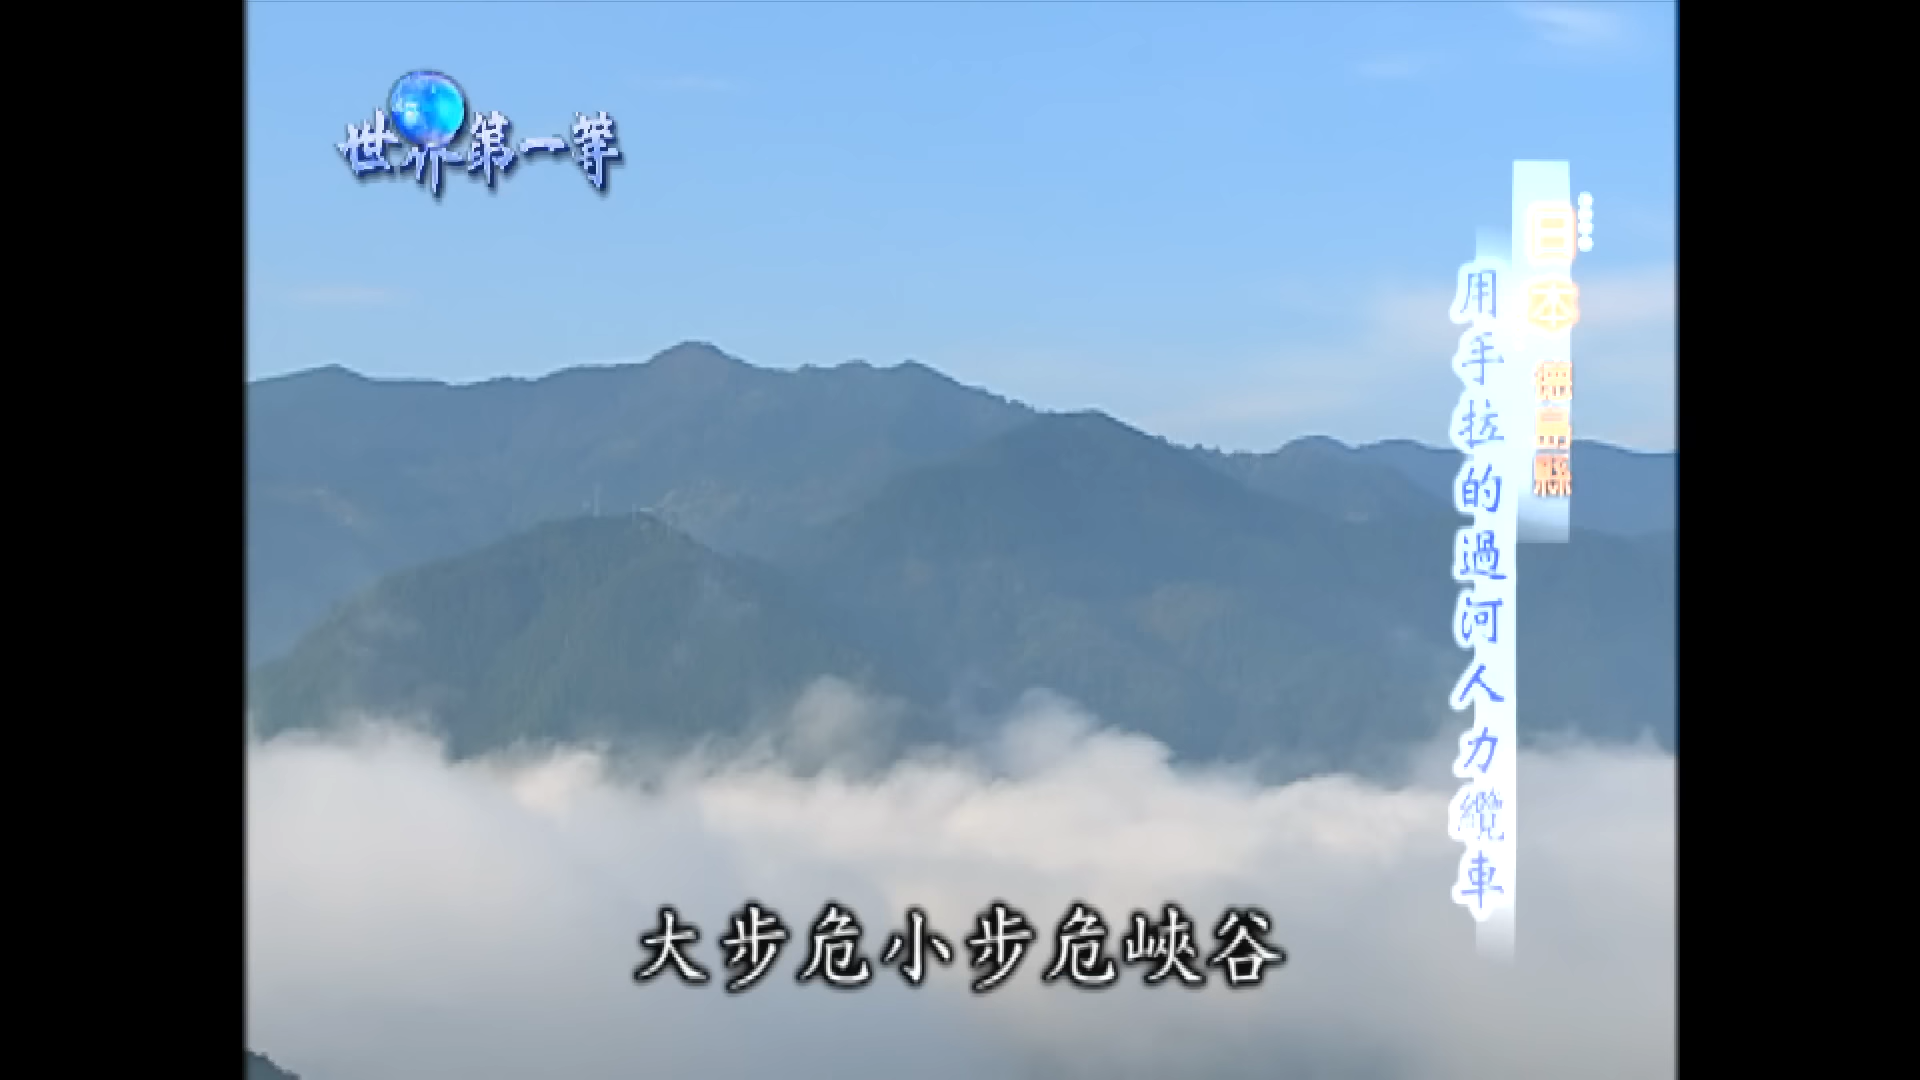 世界第一等
日本 德島縣
用手拉的過河人力纜車
大步危小步危峽谷